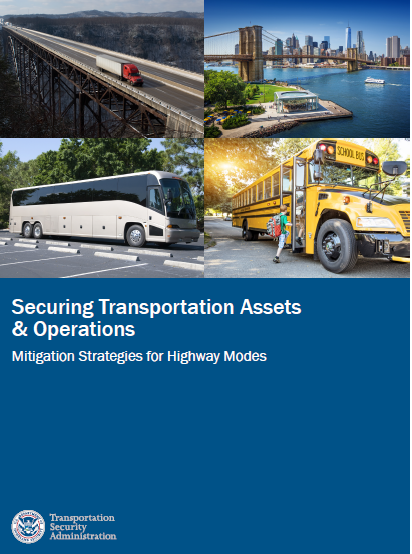 SCHOOL BUS
Securing Transportation Assets
& Operations
Mitigation Strategies for Highway Modes
Transportation
Security
Administration